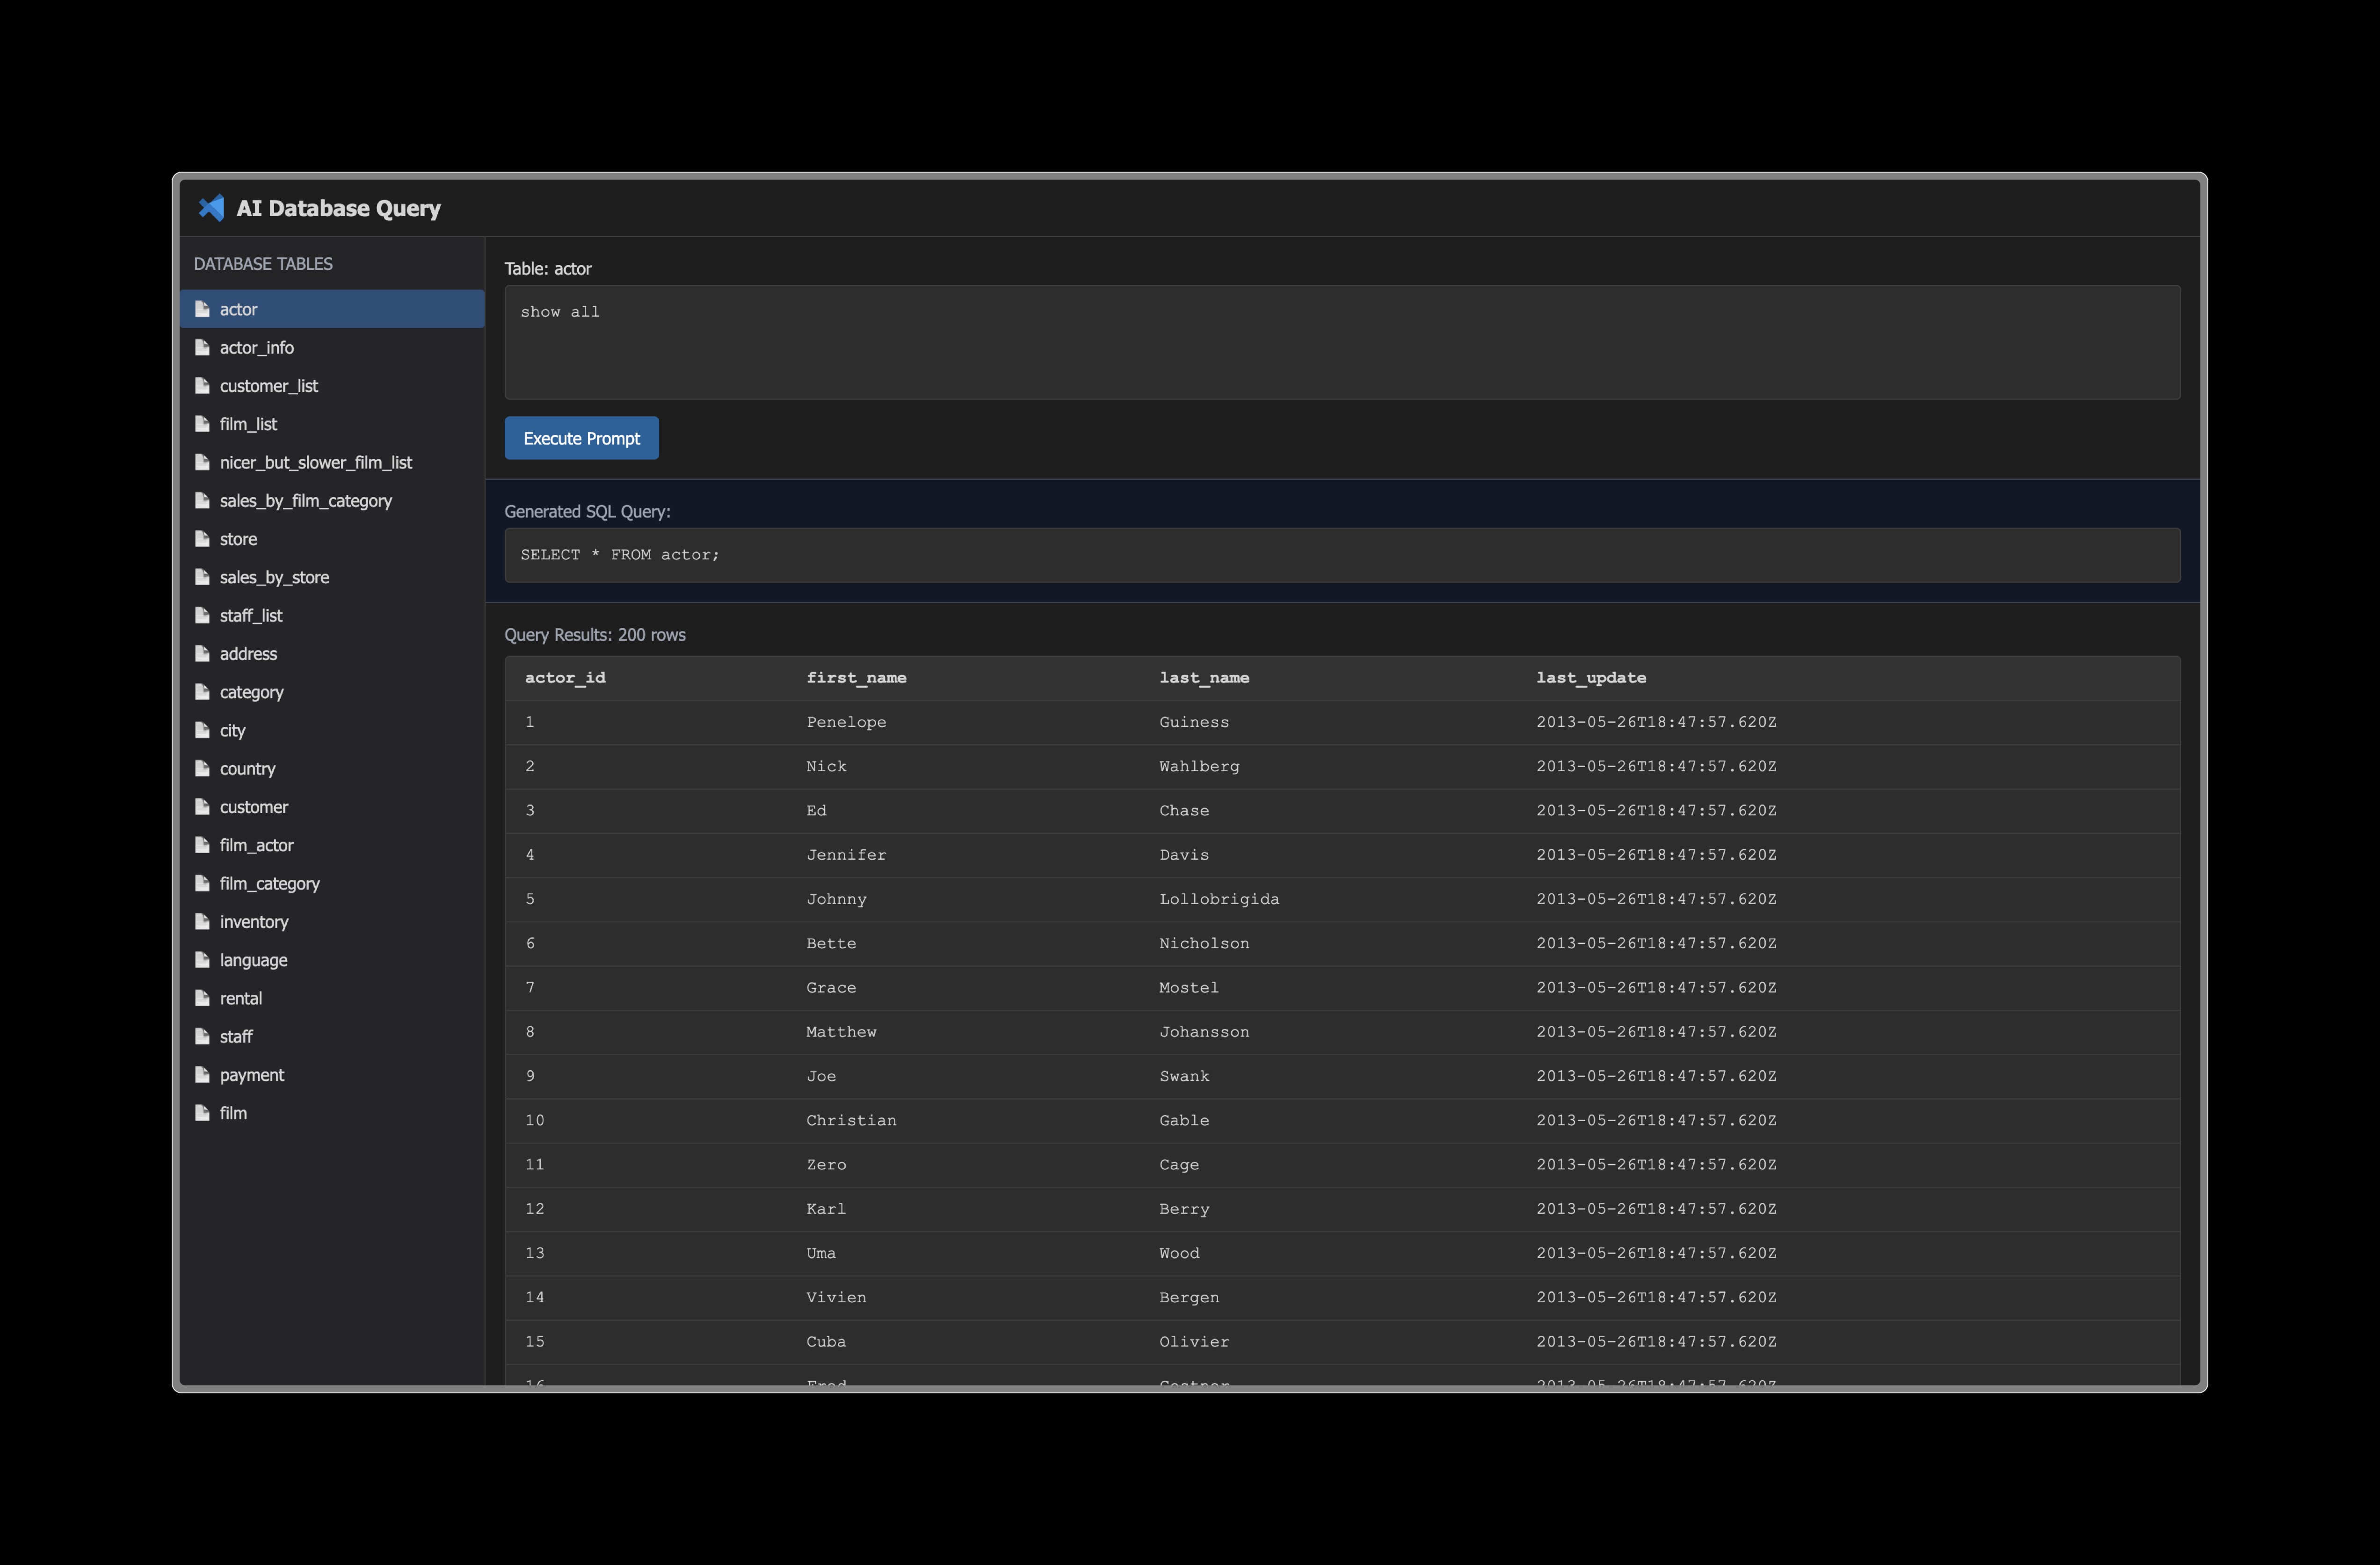 AI Database Query
DATABASE TABLES
actor
actor_info
customer_list
film_list
nicer_but_slower_film_list
sales_by_film_category
store
sales_by_store
staff_list
address
category
city
country
customer
film_actor
film_category
inventory
language
rental
staff
payment
film
Table: actor
show all
Execute Prompt
Generated SQL Query:
SELECT * FROM actor;
Query Results: 200 rows
actor_id first_name last_name last_update
1 Penelope Guiness 2013-05-26T18:47:57.620Z
2 Nick Wahlberg 2013-05-26T18:47:57.620Z
3 Ed Chase 2013-05-26T18:47:57.620Z
4 Jennifer Davis 2013-05-26T18:47:57.620Z
5 Johnny Lollobrigida 2013-05-26T18:47:57.620Z
6 Bette Nicholson 2013-05-26T18:47:57.620Z
7 Grace Mostel 2013-05-26T18:47:57.620Z
8 Matthew Johansson 2013-05-26T18:47:57.620Z
9 Joe Swank 2013-05-26T18:47:57.620Z
10 Christian Gable 2013-05-26T18:47:57.620Z
11 Zero Cage 2013-05-26T18:47:57.620Z
12 Karl Berry 2013-05-26T18:47:57.620Z
13 Uma Wood 2013-05-26T18:47:57.620Z
14 Vivien Bergen 2013-05-26T18:47:57.620Z
15 Cuba Olivier 2013-05-26T18:47:57.620Z